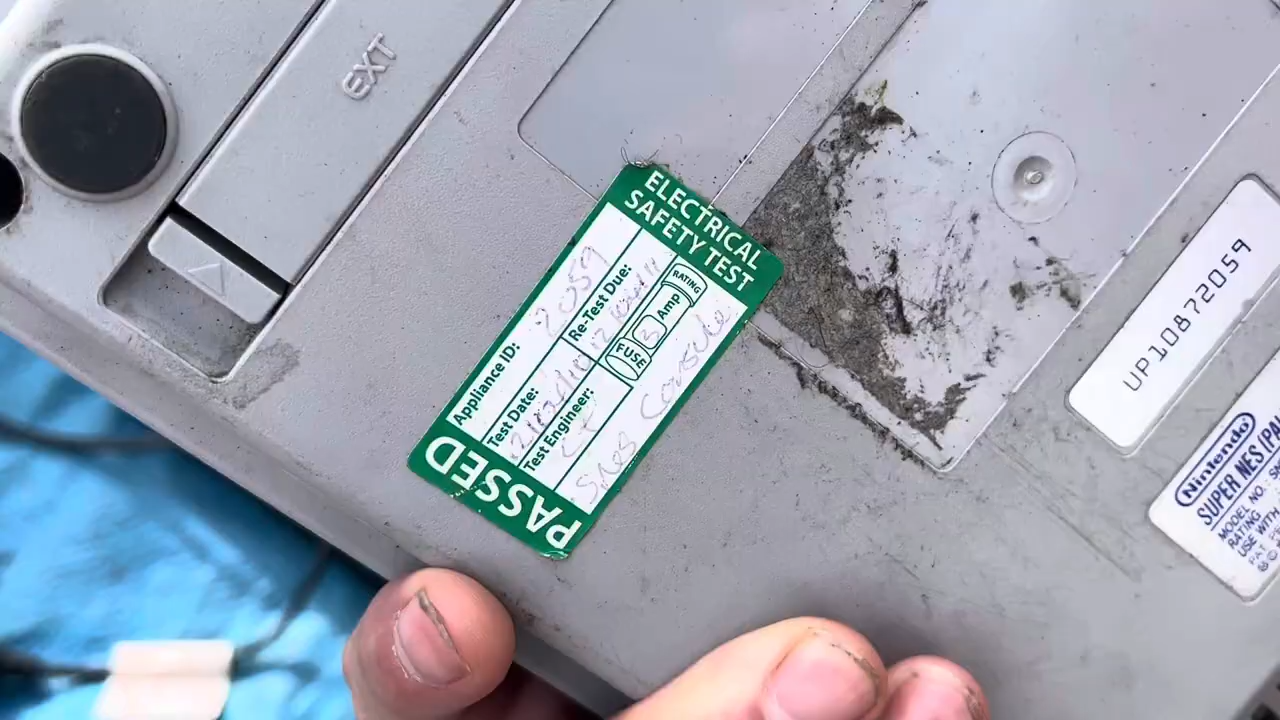 EXT
ELECTRICAL
SAFETY TEST
Appliance ID: 2059
Test Date:
Re-Test Due:
Test Engineer:
RATING
Amp
3
FUSE
SNES Console
PASSED
UP10872059
Nintendo
SUPER NES (PAL
MODEL NO.:
RATING
USE WITH